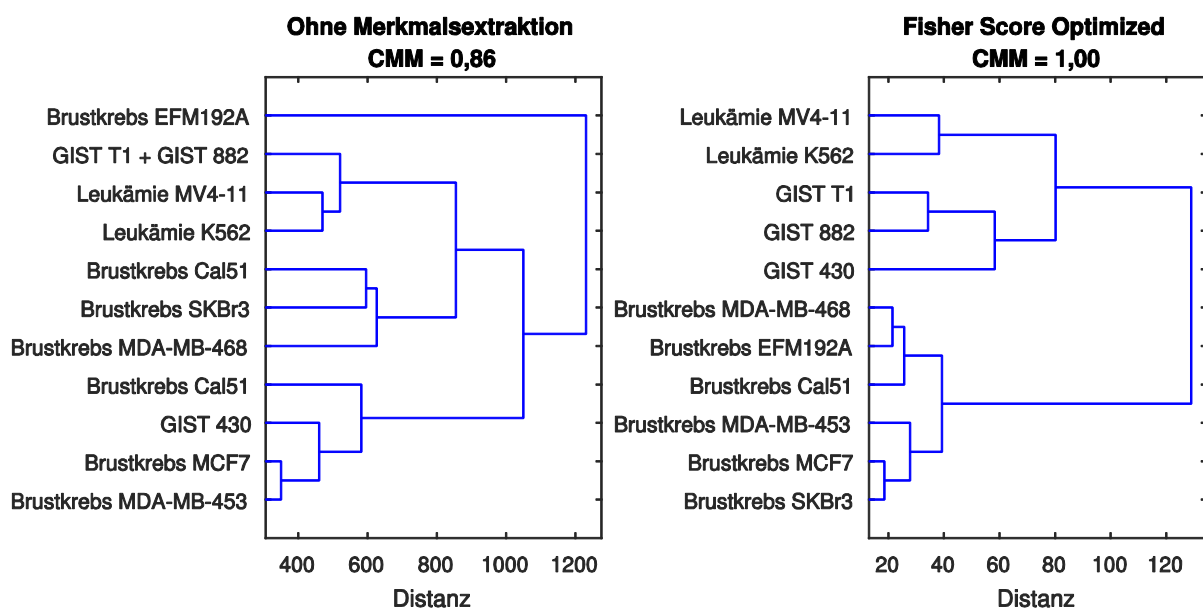 Ohne Merkmalsextraktion
CMM = 0,86
Brustkrebs EFM192A
GIST T1 + GIST 882
Leukämie MV4-11
Leukämie K562
Brustkrebs Cal51
Brustkrebs SKBr3
Brustkrebs MDA-MB-468
Brustkrebs Cal51
GIST 430
Brustkrebs MCF7
Brustkrebs MDA-MB-453
400 600 800 1000 1200
Distanz
Fisher Score Optimized
CMM = 1,00
Leukämie MV4-11
Leukämie K562
GIST T1
GIST 882
GIST 430
Brustkrebs MDA-MB-468
Brustkrebs EFM192A
Brustkrebs Cal51
Brustkrebs MDA-MB-453
Brustkrebs MCF7
Brustkrebs SKBr3
20 40 60 80 100 120
Distanz